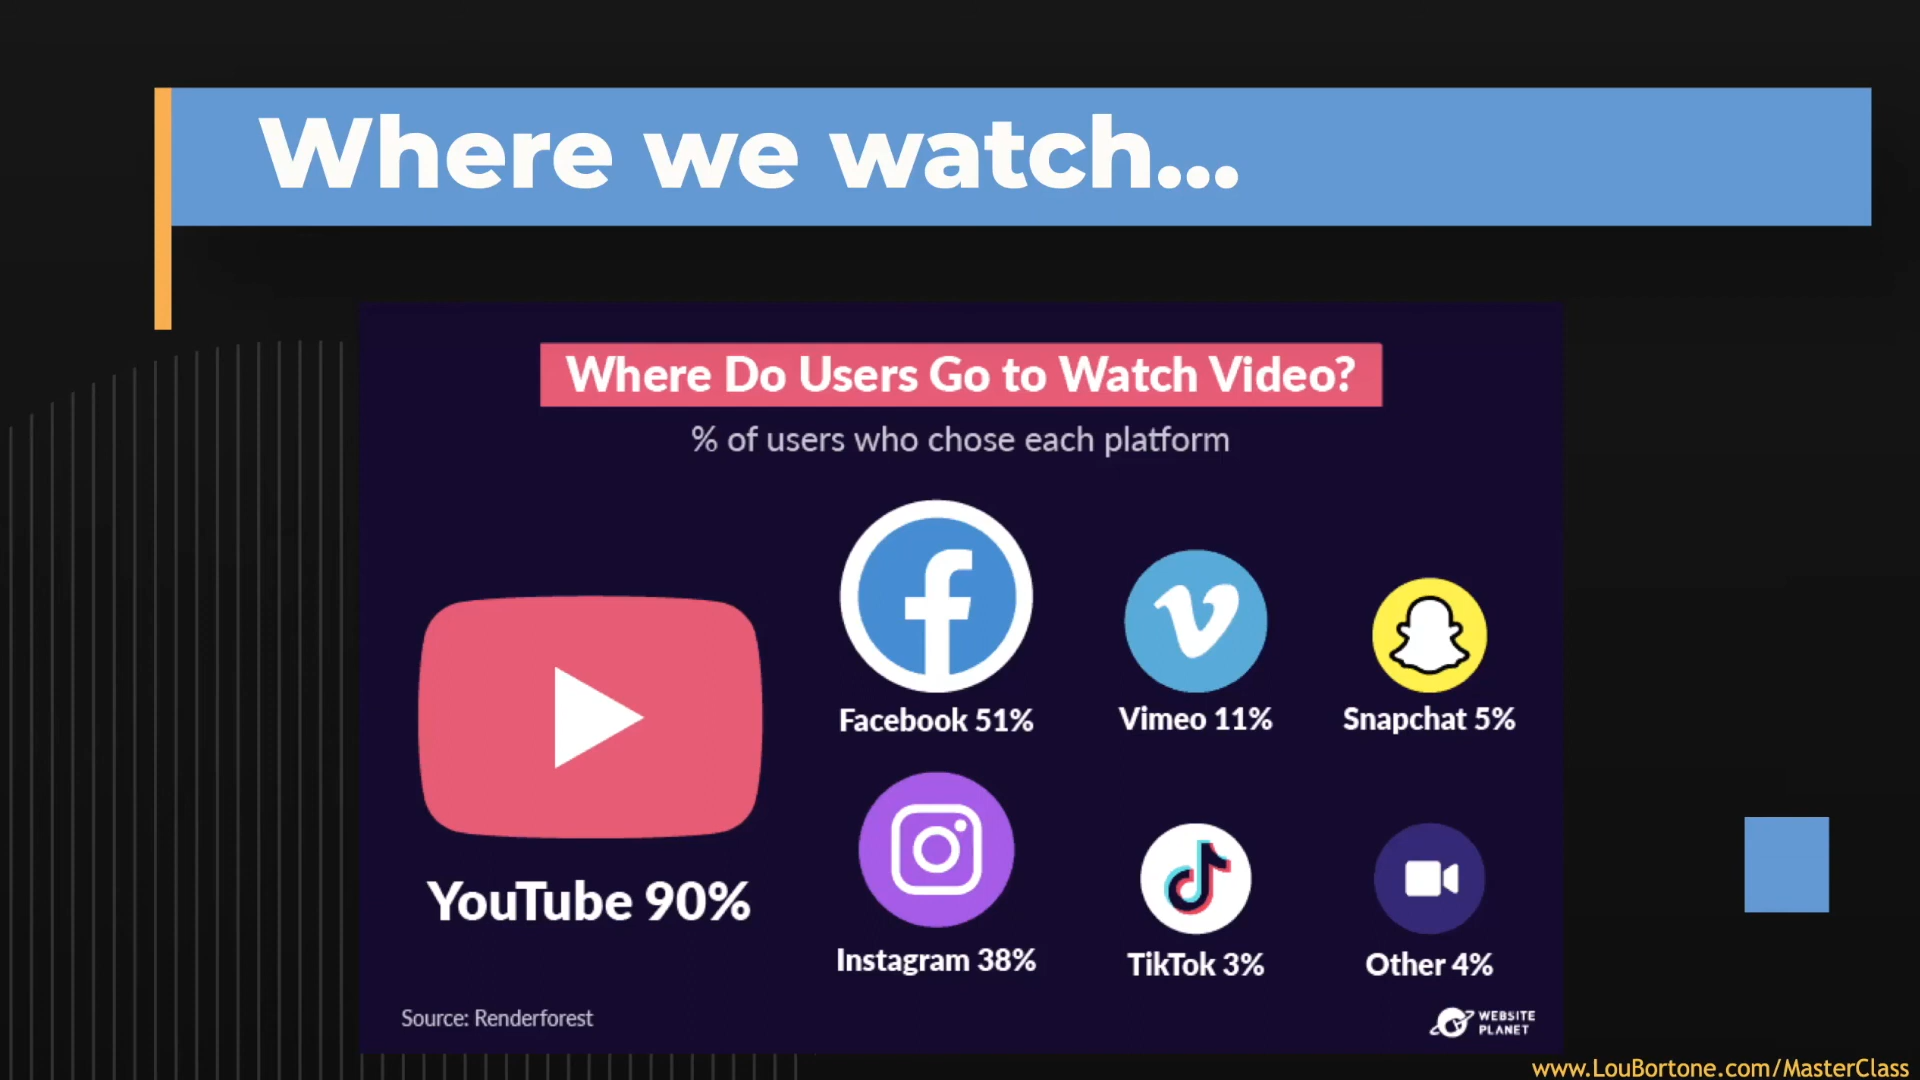 Where we watch...
Where Do Users Go to Watch Video?
% of users who chose each platform
YouTube 90%
Facebook 51%
Vimeo 11%
Snapchat 5%
Instagram 38%
TikTok 3%
Other 4%
Source: Renderforest
WEBSITE
PLANET
www.LouBortone.com/MasterClass